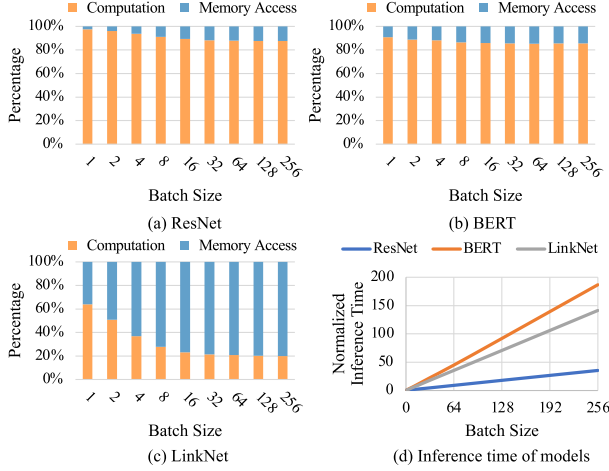 Computation Memory Access
100%
80%
60%
40%
20%
0%
Percentage
1 2 4 8 16 32 64 128 256
Batch Size
(a) ResNet
Computation Memory Access
100%
80%
60%
40%
20%
0%
Percentage
1 2 4 8 16 32 64 128 256
Batch Size
(b) BERT
Computation Memory Access
100%
80%
60%
40%
20%
0%
Percentage
1 2 4 8 16 32 64 128 256
Batch Size
(c) LinkNet
ResNet BERT LinkNet
200
150
100
50
0
Normalized
Inference Time
0 64 128 192 256
Batch Size
(d) Inference time of models